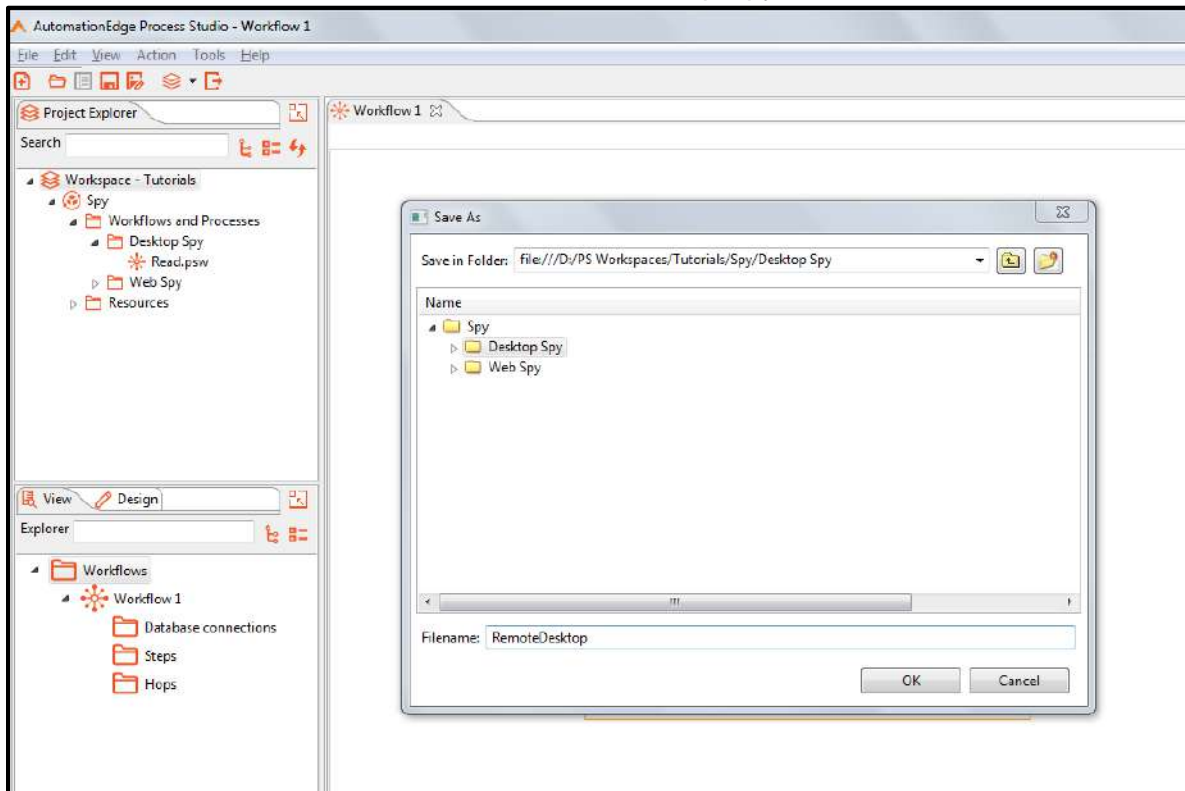 AutomationEdge Process Studio - Workflow 1
File Edit View Action Tools Help
Project Explorer
Workflow 1
Search
Workspace - Tutorials
Spy
Workflows and Processes
Desktop Spy
Read.psw
Web Spy
Resources
Save As
Save in Folder: file:///D:/PS Workspaces/Tutorials/Spy/Desktop Spy
Name
Spy
Desktop Spy
Web Spy
Filename: RemoteDesktop
OK Cancel
View Design
Explorer
Workflows
Workflow 1
Database connections
Steps
Hops